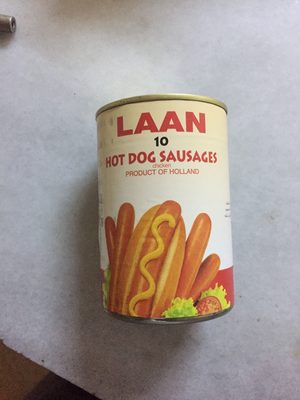 LAAN
10
HOT DOG SAUSAGES
chicken
PRODUCT OF HOLLAND